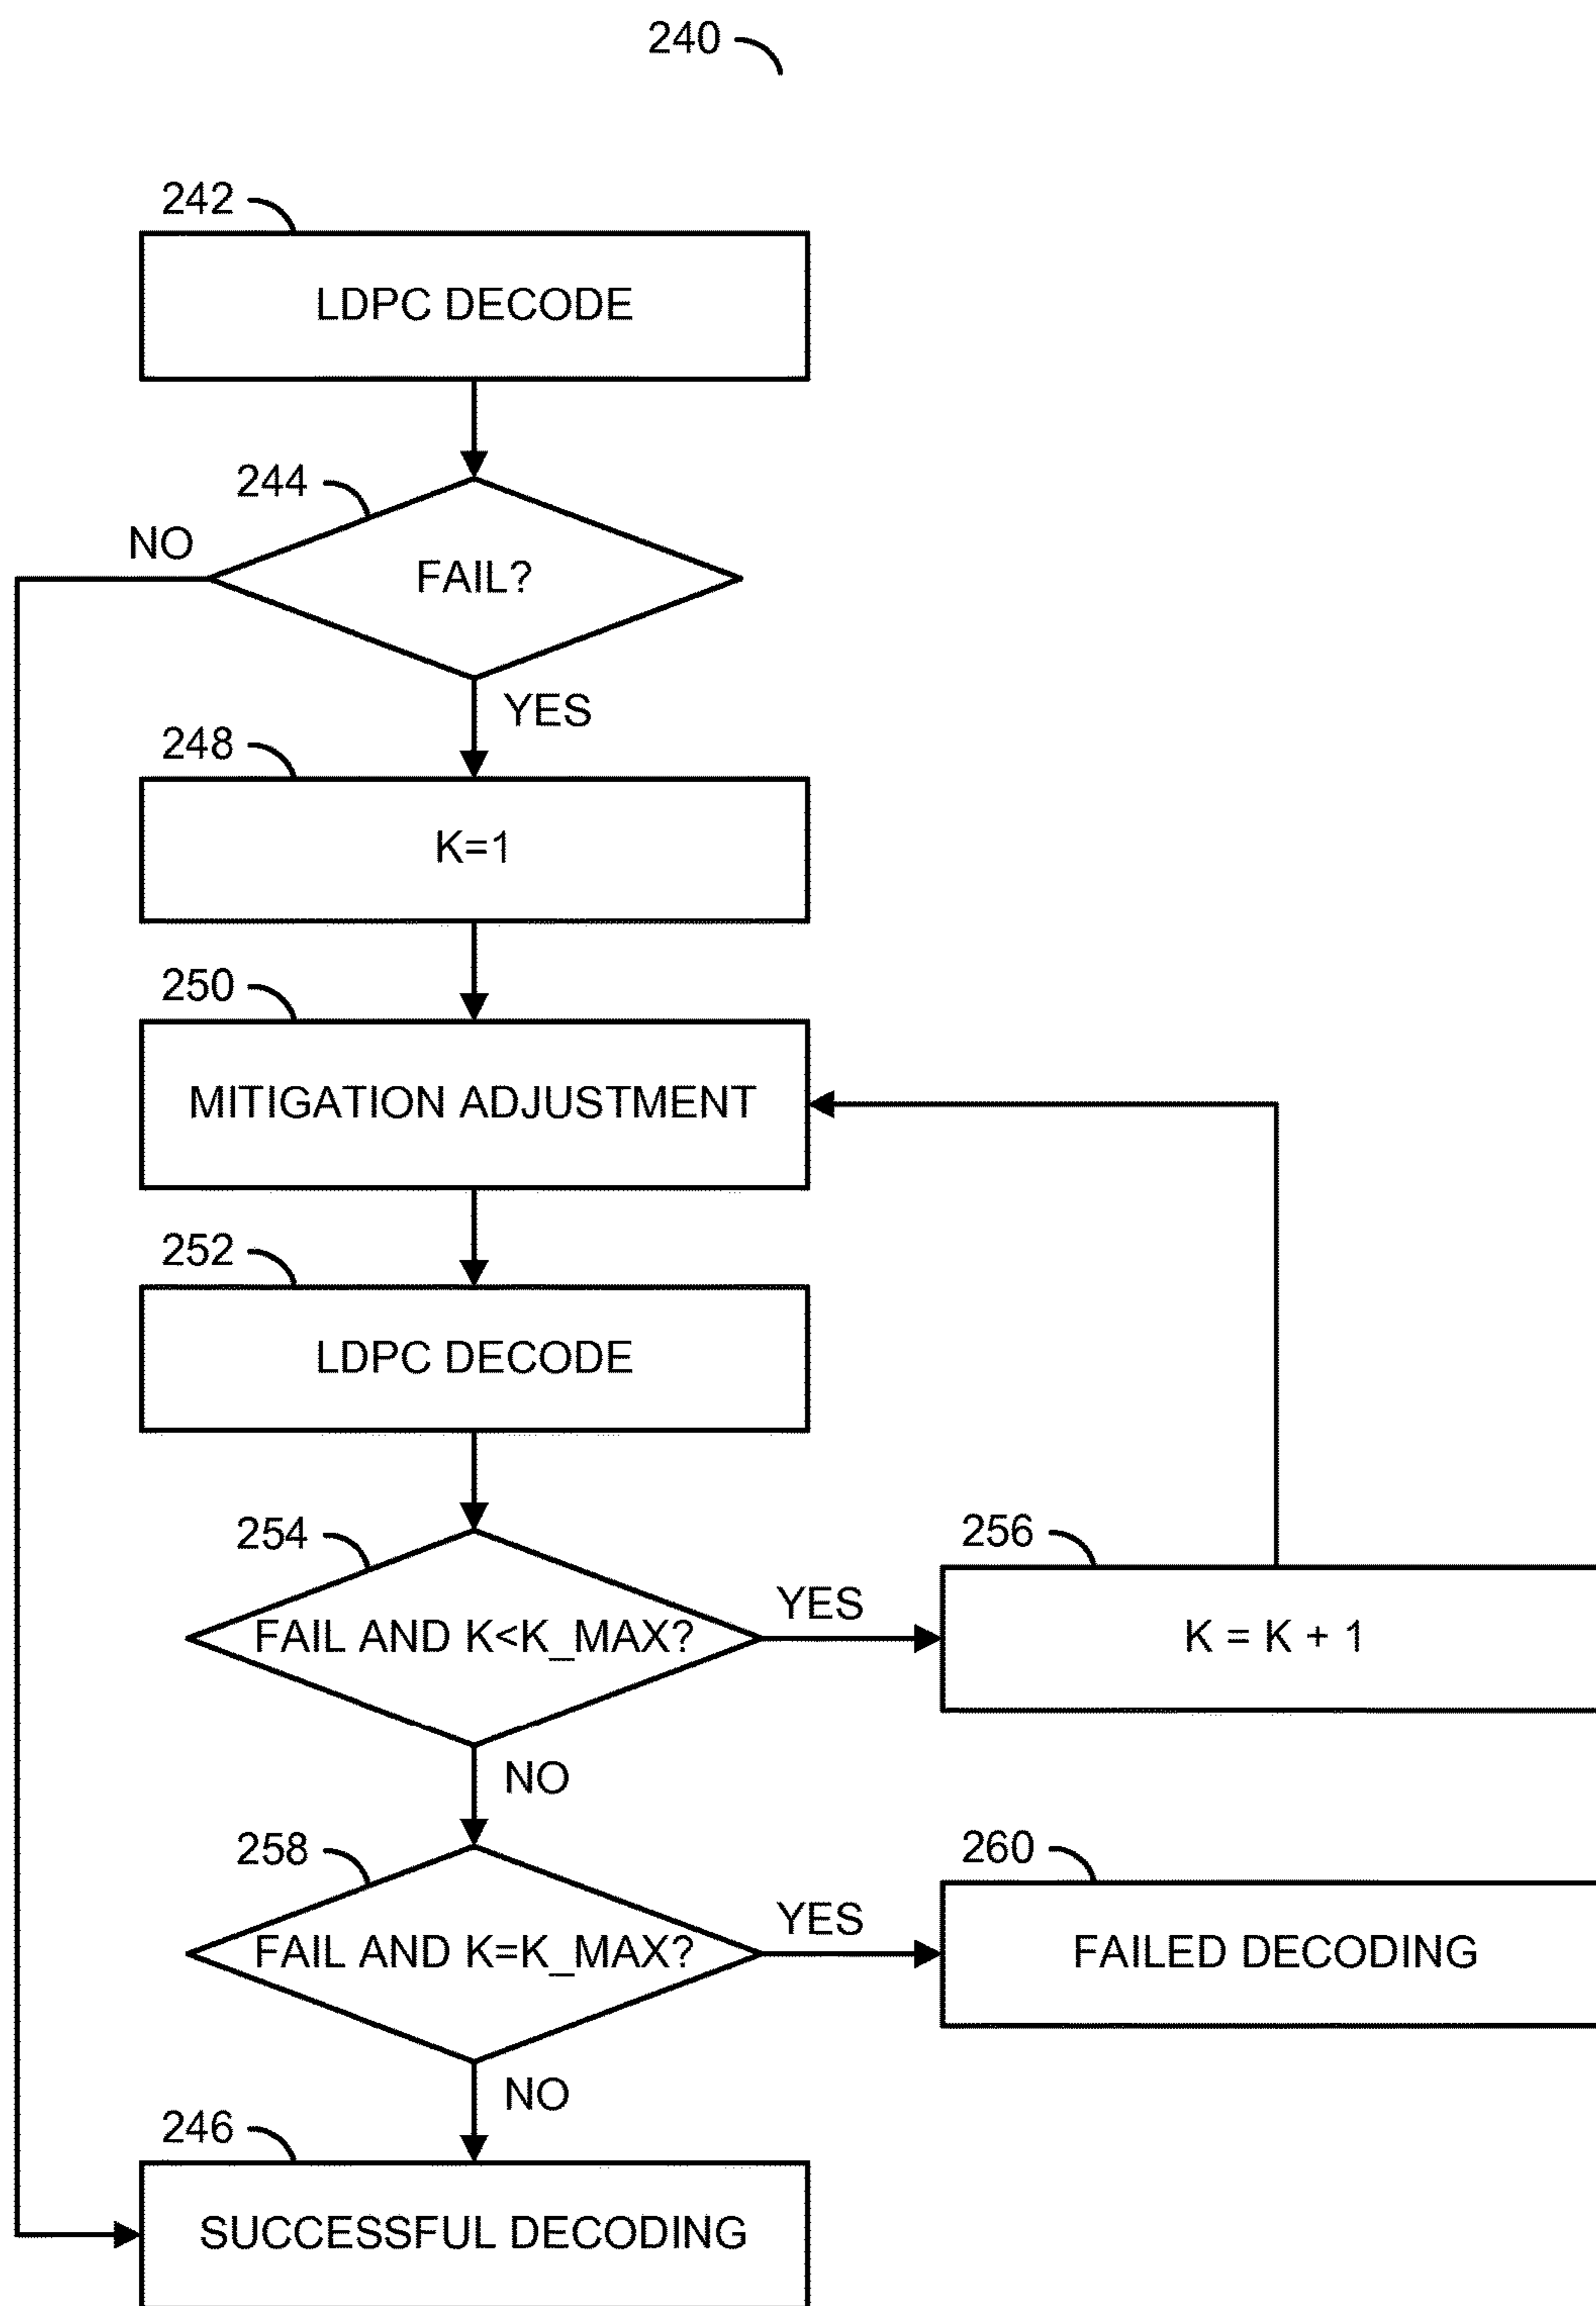 240
242
LDPC DECODE
244
NO
FAIL?
YES
248
K=1
250
MITIGATION ADJUSTMENT
252
LDPC DECODE
254
FAIL AND K<K_MAX?
YES
256
K = K + 1
NO
258
FAIL AND K=K_MAX?
YES
260
FAILED DECODING
NO
246
SUCCESSFUL DECODING